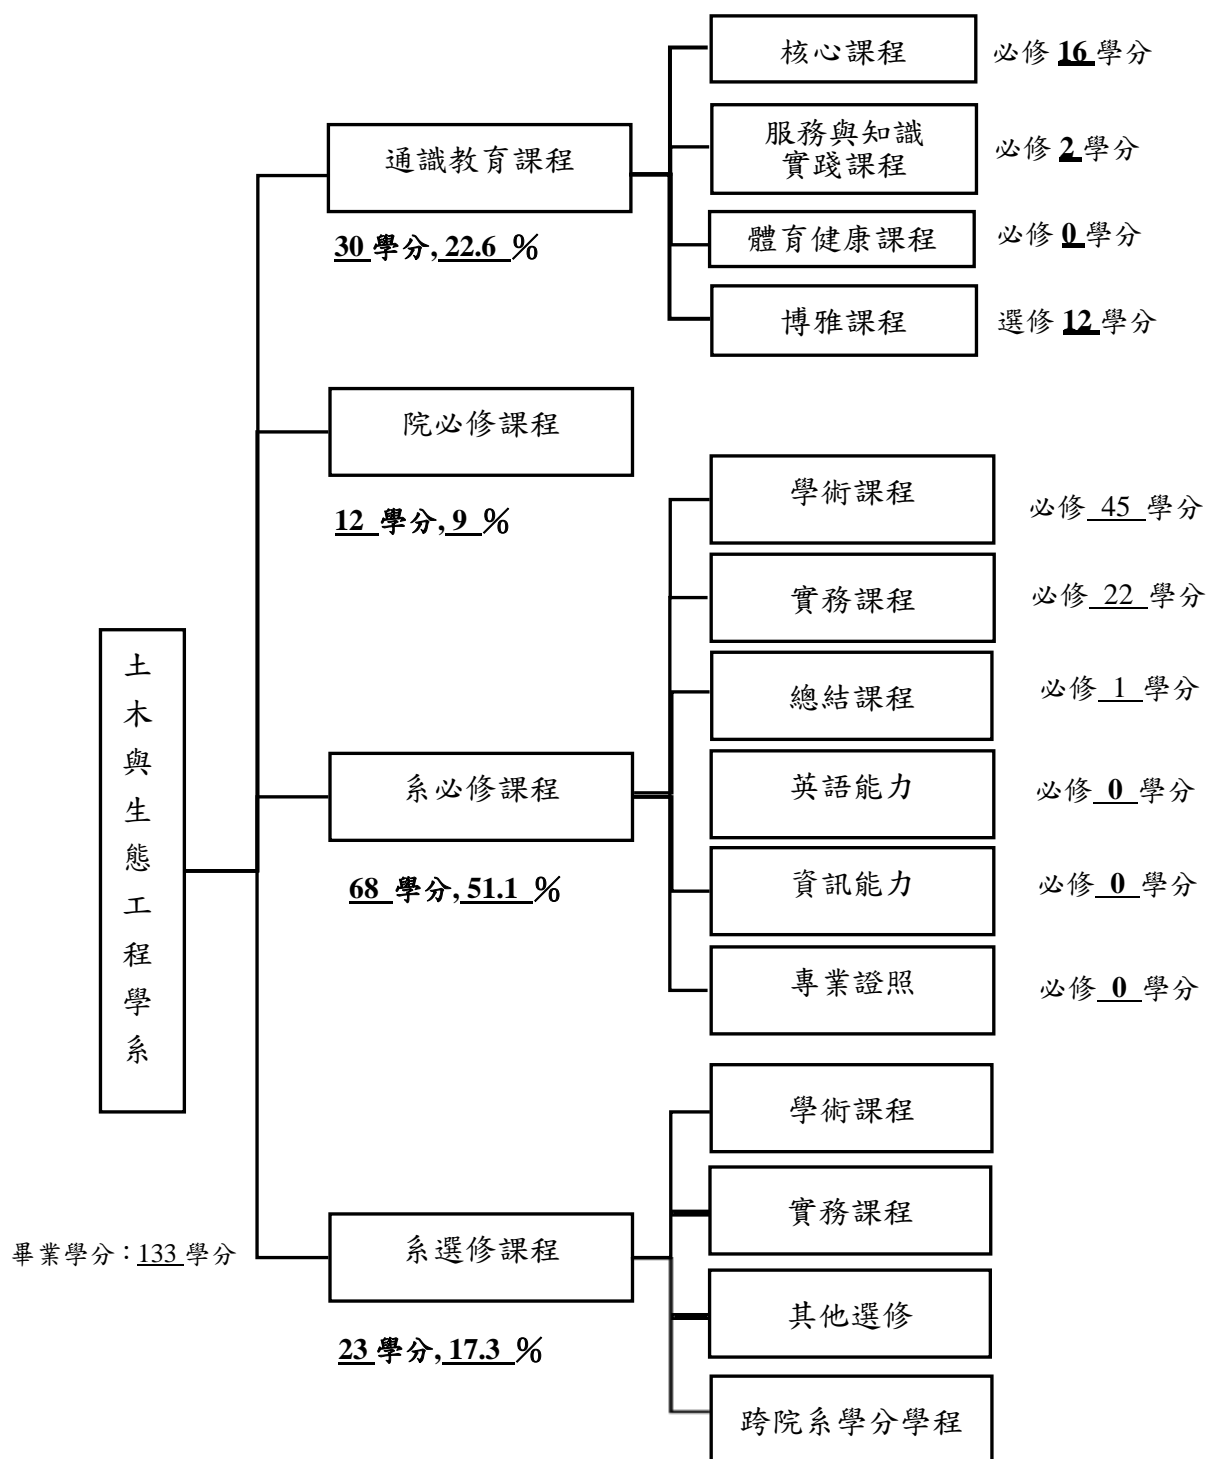 核心課程
必修 16 學分
服務與知識
實踐課程
必修 2 學分
通識教育課程
體育健康課程
必修 0 學分
30 學分, 22.6 %
博雅課程
選修 12 學分
院必修課程
12 學分, 9 %
學術課程
必修 45 學分
實務課程
必修 22 學分
土木與生態工程學系
總結課程
必修 1 學分
系必修課程
英語能力
必修 0 學分
68 學分, 51.1 %
資訊能力
必修 0 學分
專業證照
必修 0 學分
學術課程
實務課程
畢業學分：133 學分
系選修課程
其他選修
23 學分, 17.3 %
跨院系學分學程